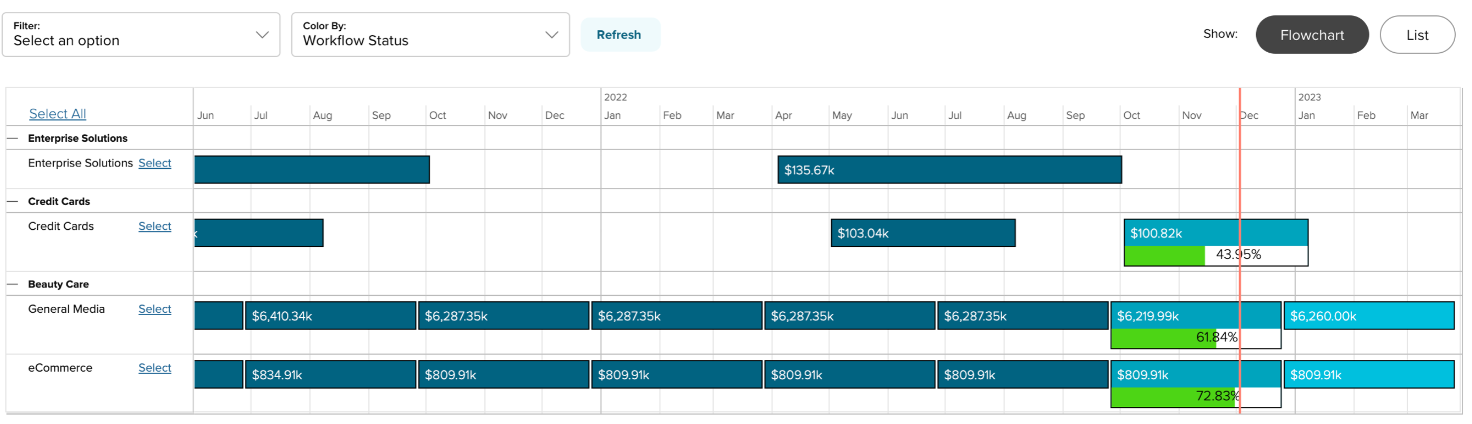 Filter:
Select an option
Color By:
Workflow Status
Refresh
Show:
Flowchart
List
2022
2023
Select All
Jun Jul Aug Sep Oct Nov Dec Jan Feb Mar Apr May Jun Jul Aug Sep Oct Nov Dec Jan Feb Mar
Enterprise Solutions
Enterprise Solutions Select
$135.67k
Credit Cards
Credit Cards Select
k $103.04k $100.82k
43.95%
Beauty Care
General Media Select
$6,410.34k $6,287.35k $6,287.35k $6,287.35k $6,287.35k $6,219.99k $6,260.00k
61.84%
eCommerce Select
$834.91k $809.91k $809.91k $809.91k $809.91k $809.91k $809.91k
72.83%